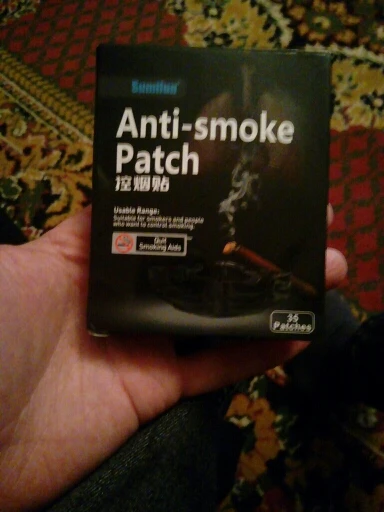 Sumifun
Anti-smoke
Patch
控烟贴
Usable Range:
Suitable for smokers and people
who want to control smoking.
Quit
Smoking Aids
36
Patches